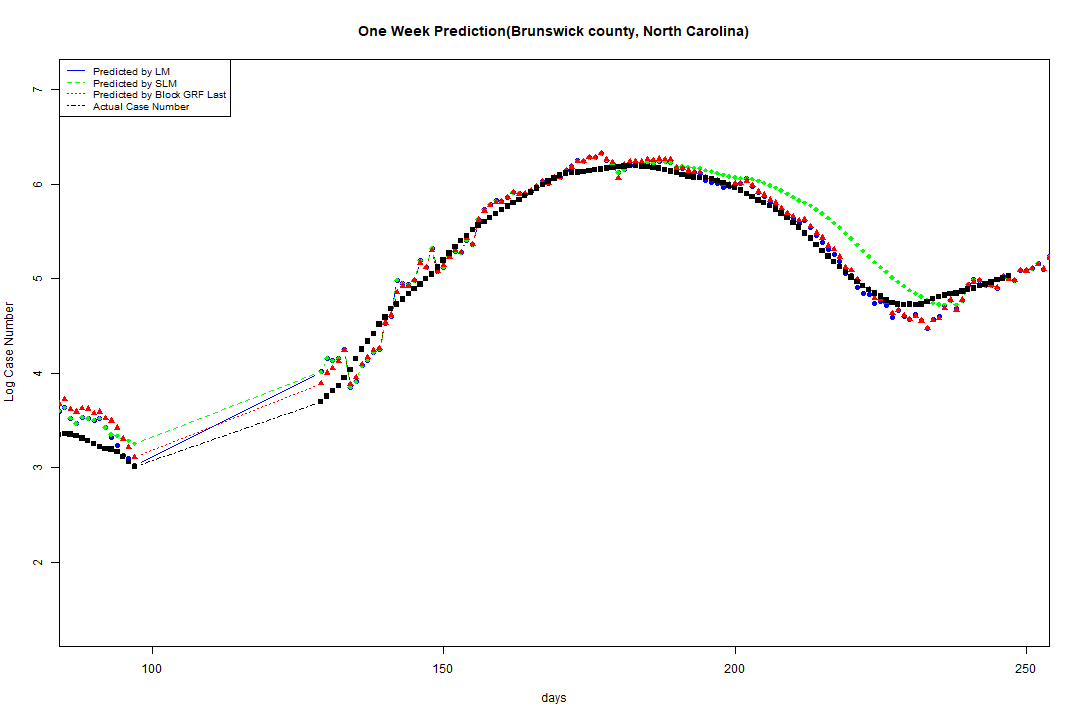 One Week Prediction(Brunswick county, North Carolina)
Predicted by LM
Predicted by SLM
Predicted by Block GRF Last
Actual Case Number
7
6
5
4
3
2
Log Case Number
100
150
200
250
days